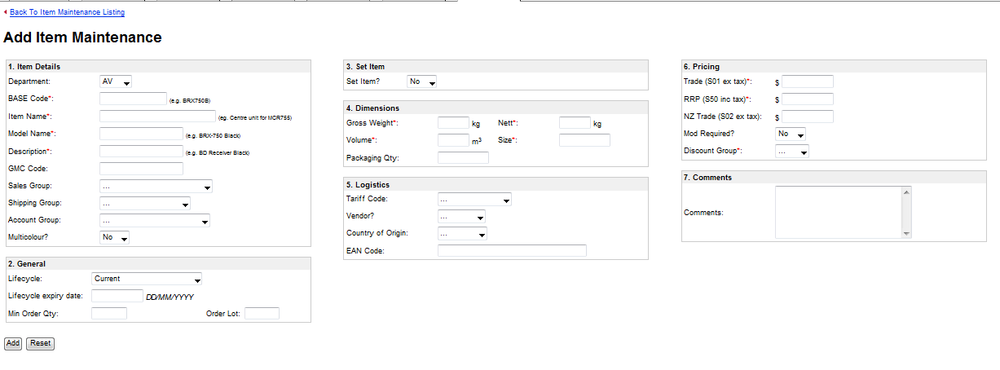 Back To Item Maintenance Listing
Add Item Maintenance
1. Item Details
Department: AV
BASE Code*: (e.g. BRX750B)
Item Name*: (eg. Centre unit for MCR755)
Model Name*: (e.g. BRX-750 Black)
Description*: (e.g. BD Receiver Black)
GMC Code:
Sales Group: ...
Shipping Group: ...
Account Group: ...
Multicolour? No
2. General
Lifecycle: Current
Lifecycle expiry date: DD/MM/YYYY
Min Order Qty: Order Lot:
Add Reset
3. Set Item
Set Item? No
4. Dimensions
Gross Weight*: kg Nett*: kg
Volume*: m³ Size*:
Packaging Qty:
5. Logistics
Tariff Code: ...
Vendor? ...
Country of Origin: ...
EAN Code:
6. Pricing
Trade (S01 ex tax)*: $
RRP (S50 inc tax)*: $
NZ Trade (S02 ex tax): $
Mod Required? No
Discount Group*: ...
7. Comments
Comments: